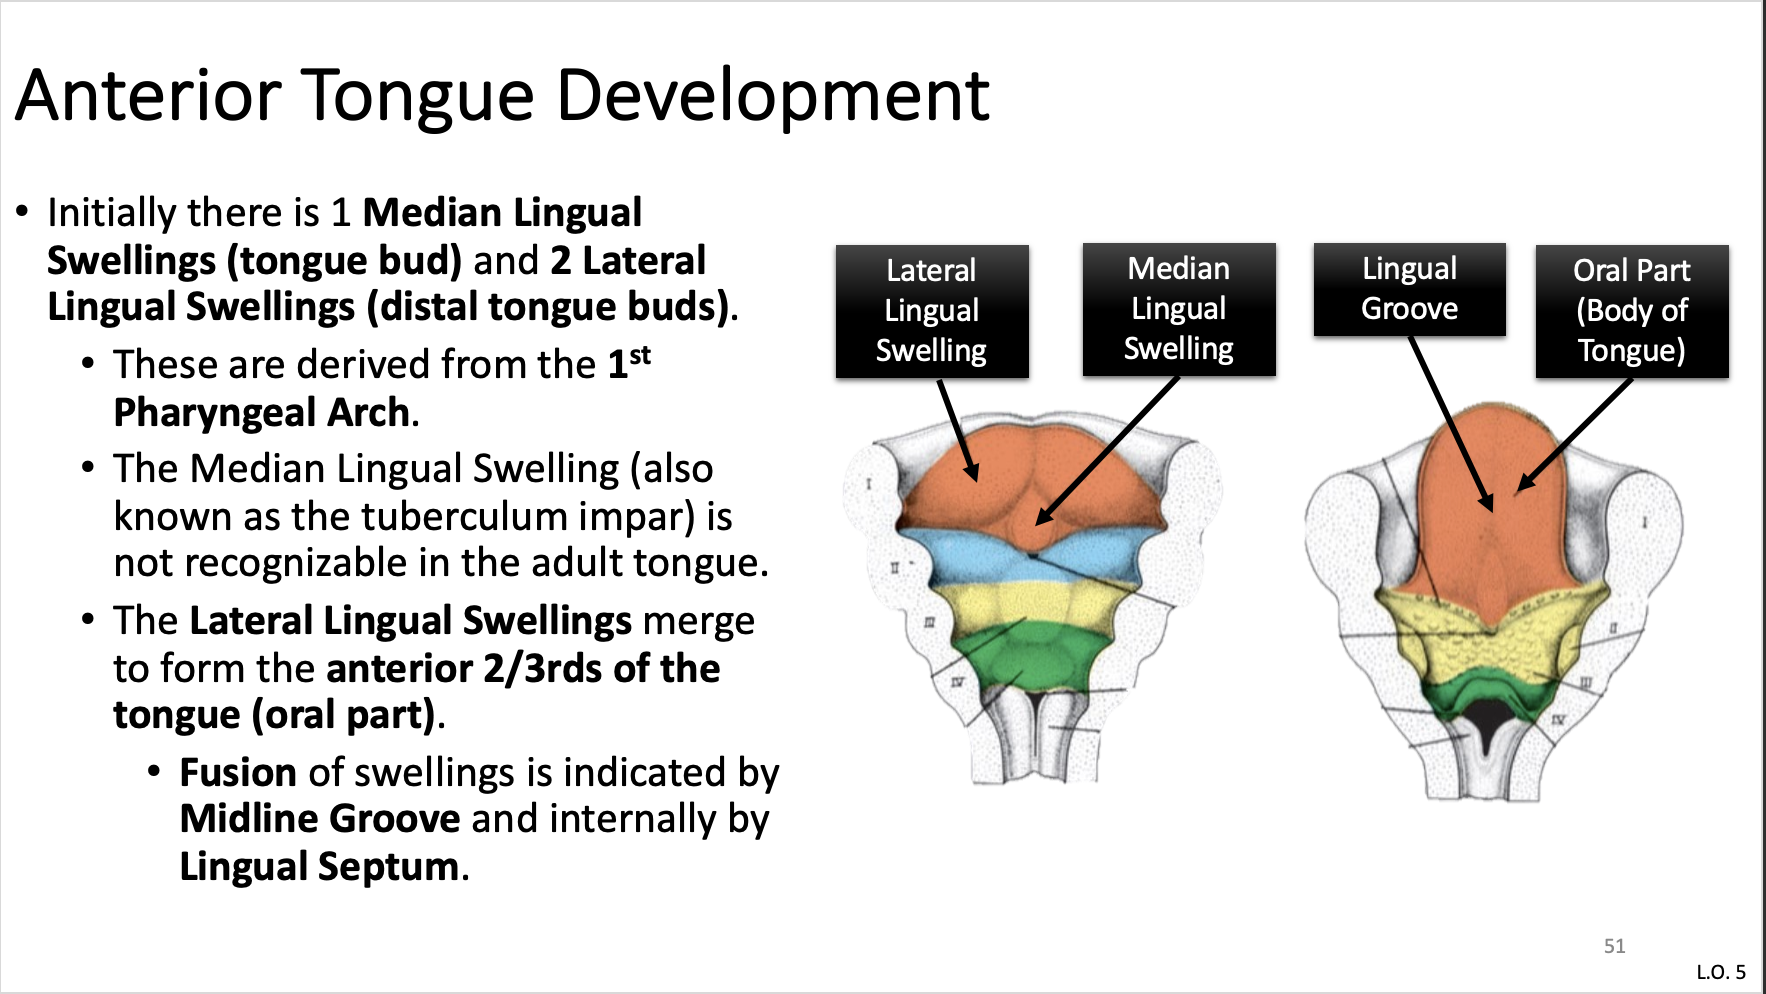 Anterior Tongue Development
• Initially there is 1 Median Lingual
Swellings (tongue bud) and 2 Lateral
Lingual Swellings (distal tongue buds).
• These are derived from the 1st
Pharyngeal Arch.
• The Median Lingual Swelling (also
known as the tuberculum impar) is
not recognizable in the adult tongue.
• The Lateral Lingual Swellings merge
to form the anterior 2/3rds of the
tongue (oral part).
• Fusion of swellings is indicated by
Midline Groove and internally by
Lingual Septum.
Lateral
Lingual
Swelling
Median
Lingual
Swelling
Lingual
Groove
Oral Part
(Body of
Tongue)
I
II
III
IV
I
II
III
IV
51
L.O. 5